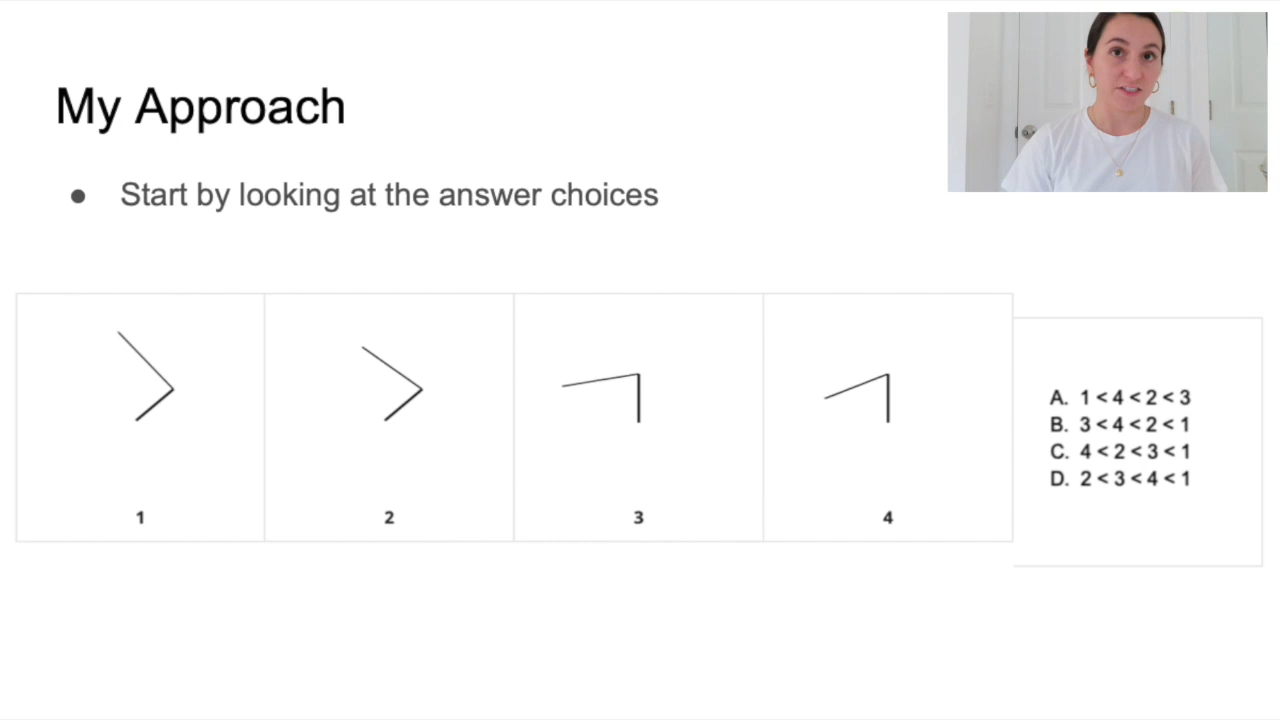 My Approach
● Start by looking at the answer choices
1
2
3
4
A. 1 < 4 < 2 < 3
B. 3 < 4 < 2 < 1
C. 4 < 2 < 3 < 1
D. 2 < 3 < 4 < 1